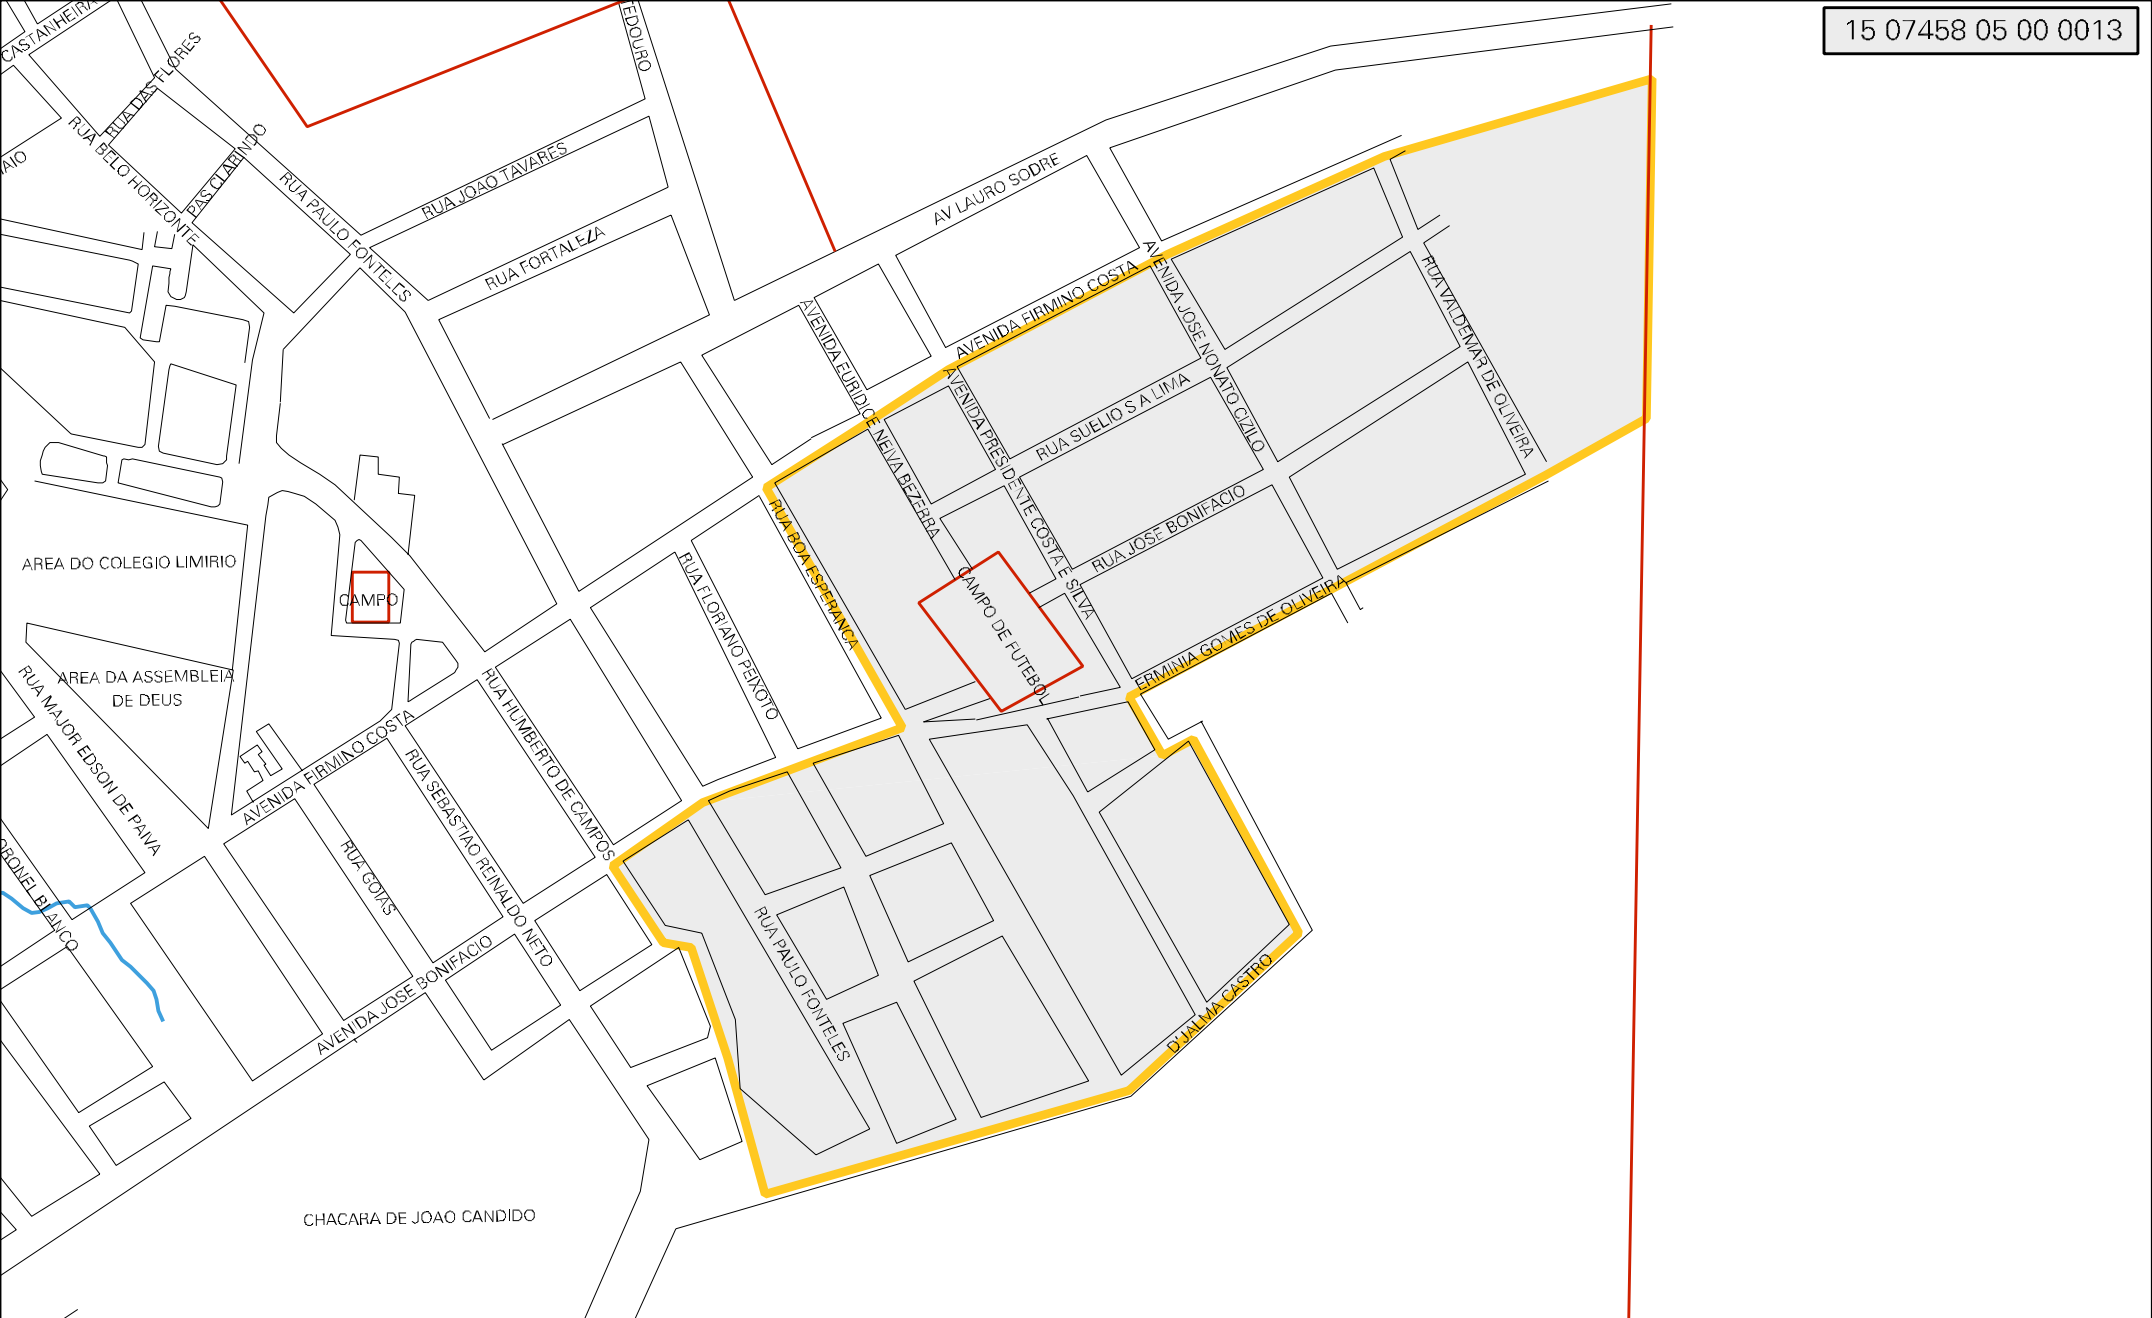 15 07458 05 00 0013
CASTANHEIRA
RUA DAS FLORES
RUA BELO HORIZONTE
PAS CLARINDO
RUA PAULO FONTELES
RUA JOAO TAVARES
RUA FORTALEZA
AV LAURO SODRE
AVENIDA FIRMINO COSTA
AVENIDA EURIDICE NEIVA BEZERRA
AVENIDA PRESIDENTE COSTA E SILVA
AVENIDA JOSE NONATO CIZILO
RUA VALDEMAR DE OLIVEIRA
RUA SUELIO S A LIMA
RUA JOSE BONIFACIO
ERMINIA GOMES DE OLIVEIRA
CAMPO DE FUTEBOL
RUA BOA ESPERANCA
RUA FLORIANO PEIXOTO
AREA DO COLEGIO LIMIRIO
CAMPO
AREA DA ASSEMBLEIA
DE DEUS
RUA MAJOR EDSON DE PAIVA
AVENIDA FIRMINO COSTA
RUA HUMBERTO DE CAMPOS
RUA SEBASTIAO REINALDO NETO
RUA GOIAS
AVENIDA JOSE BONIFACIO
RUA PAULO FONTELES
D'JALMA CASTRO
CHACARA DE JOAO CANDIDO